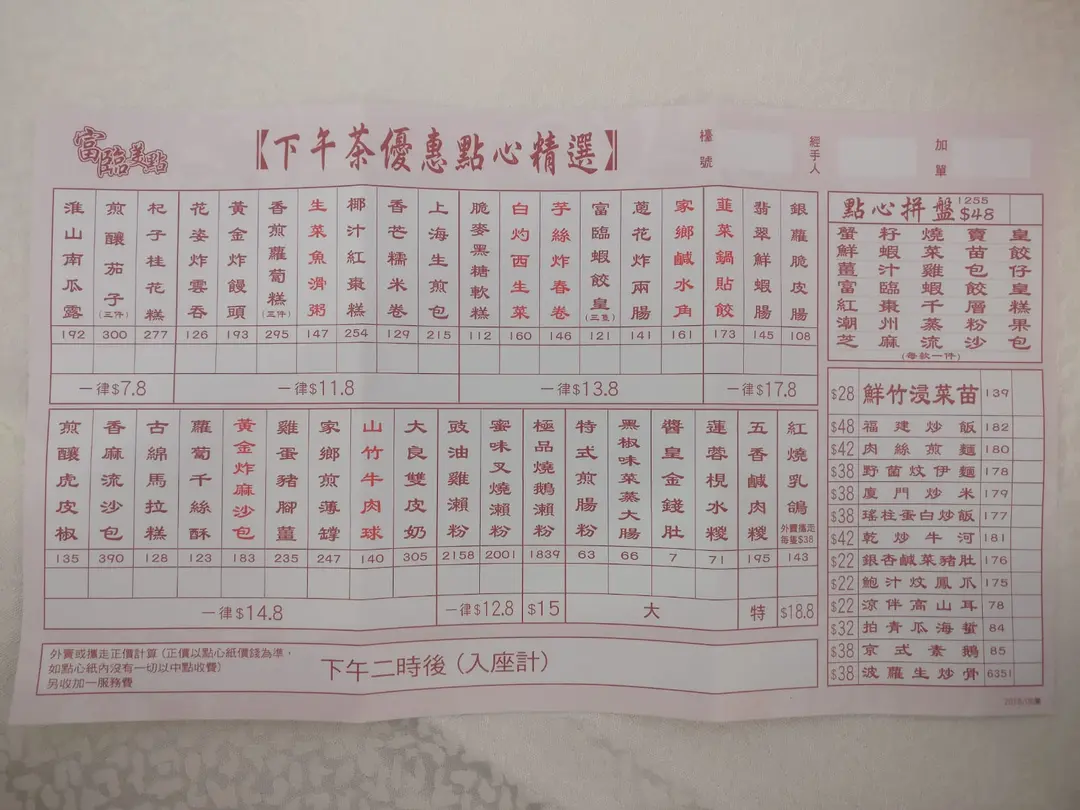 富臨美點
【下午茶優惠點心精選】
檯號
經手人
加單
淮山南瓜露
煎釀茄子(三件)
杞子桂花糕
花姿炸雲吞
黃金炸饅頭
香煎蘿蔔糕(三件)
生菜魚滑粥
椰汁紅棗糕
香芒糯米卷
上海生煎包
脆麥黑糖軟糕
白灼西生菜
芋絲炸春卷
富臨蝦餃皇(三隻)
蔥花炸兩腸
家鄉鹹水角
韮菜鍋貼餃
翡翠鮮蝦腸
銀蘿脆皮腸
192 300 277 126 193 295 147 254 129 215 112 160 146 121 141 161 173 145 108
一律$7.8 一律$11.8 一律$13.8 一律$17.8
煎釀虎皮椒
香麻流沙包
古綿馬拉糕
蘿蔔千絲酥
黃金炸麻沙包
雞蛋豬腳薑
家鄉煎薄罉
山竹牛肉球
大良雙皮奶
豉油雞瀨粉
蜜味叉燒瀨粉
極品燒鵝瀨粉
特式煎腸粉
黑椒味菜蒸大腸
醬皇金錢肚
蓮蓉梘水糉
五香鹹肉糉
紅燒乳鴿
外賣攜走每隻$38
135 390 128 123 183 235 247 140 305 2158 2001 1839 63 66 7 71 195 143
一律$14.8 一律$12.8 $15 大 特 $18.8
外賣或攜走正價計算(正價以點心紙價錢為準，
如點心紙內沒有一切以中點收費)
另收加一服務費
下午二時後(入座計)
點心拼盤 1255 $48
蟹籽燒賣皇
鮮蝦菜苗餃
薑汁雞包仔
富臨蝦餃皇
紅棗千層糕
潮州蒸粉果
芝麻流沙包
(每款一件)
$28 鮮竹浸菜苗 139
$48 福建炒飯 182
$42 肉絲煎麵 180
$38 野菌炆伊麵 178
$38 廈門炒米 179
$38 瑤柱蛋白炒飯 177
$42 乾炒牛河 181
$22 銀杏鹹菜豬肚 176
$22 鮑汁炆鳳爪 175
$22 涼伴高山耳 78
$32 拍青瓜海蜇 84
$38 京式素鵝 85
$38 波蘿生炒骨 6351